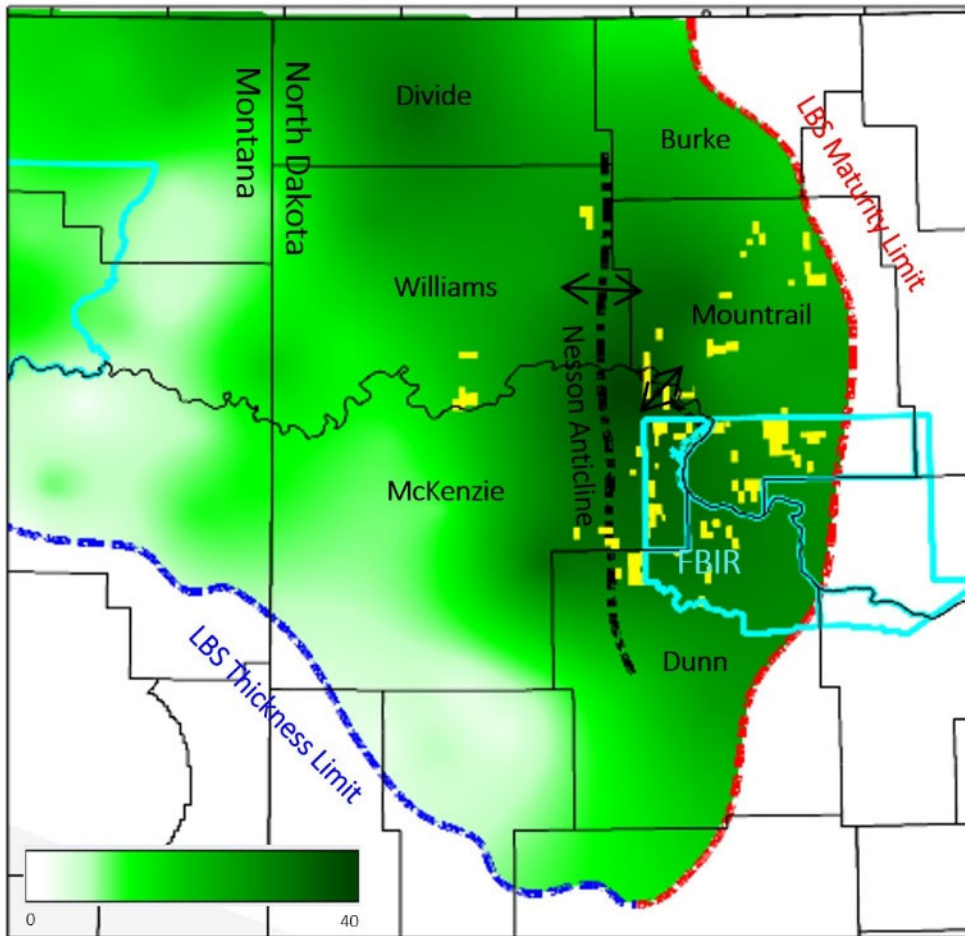 Montana
North Dakota
Divide
Burke
LBS Maturity Limit
Williams
Mountrail
Nesson Anticline
McKenzie
FBIR
Dunn
LBS Thickness Limit
0
40